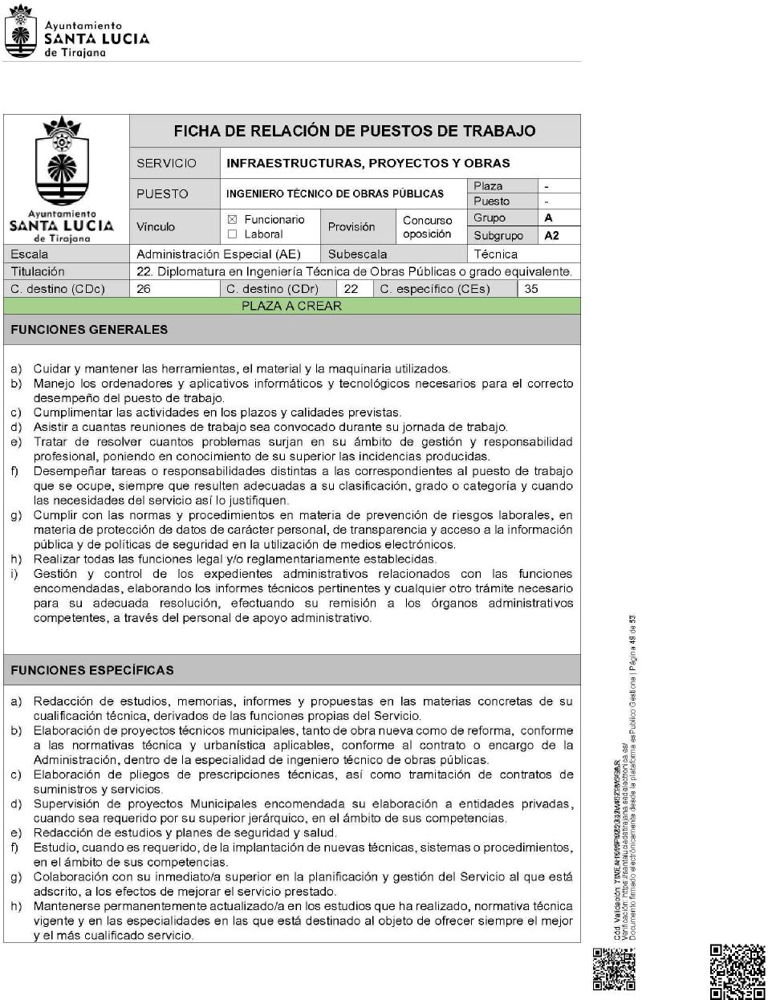 Ayuntamiento
SANTA LUCIA
de Tirajana
Ayuntamiento
SANTA LUCIA
de Tirajana
FICHA DE RELACIÓN DE PUESTOS DE TRABAJO
SERVICIO INFRAESTRUCTURAS, PROYECTOS Y OBRAS
PUESTO INGENIERO TÉCNICO DE OBRAS PÚBLICAS
Plaza -
Puesto -
Vínculo
☒ Funcionario
☐ Laboral
Provisión
Concurso
oposición
Grupo A
Subgrupo A2
Escala Administración Especial (AE) Subescala Técnica
Titulación 22. Diplomatura en Ingeniería Técnica de Obras Públicas o grado equivalente.
C. destino (CDc) 26 C. destino (CDr) 22 C. específico (CEs) 35
PLAZA A CREAR
FUNCIONES GENERALES
a) Cuidar y mantener las herramientas, el material y la maquinaria utilizados.
b) Manejo los ordenadores y aplicativos informáticos y tecnológicos necesarios para el correcto
desempeño del puesto de trabajo.
c) Cumplimentar las actividades en los plazos y calidades previstas.
d) Asistir a cuantas reuniones de trabajo sea convocado durante su jornada de trabajo.
e) Tratar de resolver cuantos problemas surjan en su ámbito de gestión y responsabilidad
profesional, poniendo en conocimiento de su superior las incidencias producidas.
f) Desempeñar tareas o responsabilidades distintas a las correspondientes al puesto de trabajo
que se ocupe, siempre que resulten adecuadas a su clasificación, grado o categoría y cuando
las necesidades del servicio así lo justifiquen.
g) Cumplir con las normas y procedimientos en materia de prevención de riesgos laborales, en
materia de protección de datos de carácter personal, de transparencia y acceso a la información
pública y de políticas de seguridad en la utilización de medios electrónicos.
h) Realizar todas las funciones legal y/o reglamentariamente establecidas.
i) Gestión y control de los expedientes administrativos relacionados con las funciones
encomendadas, elaborando los informes técnicos pertinentes y cualquier otro trámite necesario
para su adecuada resolución, efectuando su remisión a los órganos administrativos
competentes, a través del personal de apoyo administrativo.
FUNCIONES ESPECÍFICAS
a) Redacción de estudios, memorias, informes y propuestas en las materias concretas de su
cualificación técnica, derivados de las funciones propias del Servicio.
b) Elaboración de proyectos técnicos municipales, tanto de obra nueva como de reforma, conforme
a las normativas técnica y urbanística aplicables, conforme al contrato o encargo de la
Administración, dentro de la especialidad de ingeniero técnico de obras públicas.
c) Elaboración de pliegos de prescripciones técnicas, así como tramitación de contratos de
suministros y servicios.
d) Supervisión de proyectos Municipales encomendada su elaboración a entidades privadas,
cuando sea requerido por su superior jerárquico, en el ámbito de sus competencias.
e) Redacción de estudios y planes de seguridad y salud.
f) Estudio, cuando es requerido, de la implantación de nuevas técnicas, sistemas o procedimientos,
en el ámbito de sus competencias.
g) Colaboración con su inmediato/a superior en la planificación y gestión del Servicio al que está
adscrito, a los efectos de mejorar el servicio prestado.
h) Mantenerse permanentemente actualizado/a en los estudios que ha realizado, normativa técnica
vigente y en las especialidades en las que está destinado al objeto de ofrecer siempre el mejor
y el más cualificado servicio.
Cód. Validación:
Verificación: https://santaluciadetirajana.sedelectronica.es/
Documento firmado electrónicamente desde la plataforma esPublico Gestiona | Página de